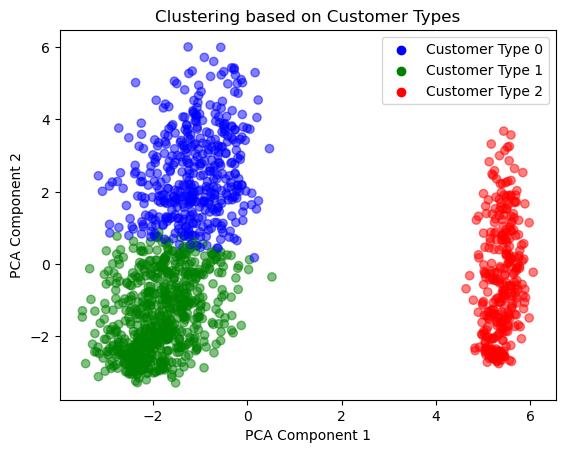 Clustering based on Customer Types
Customer Type 0
Customer Type 1
Customer Type 2
PCA Component 2
6
4
2
0
−2
−2
0
2
4
6
PCA Component 1